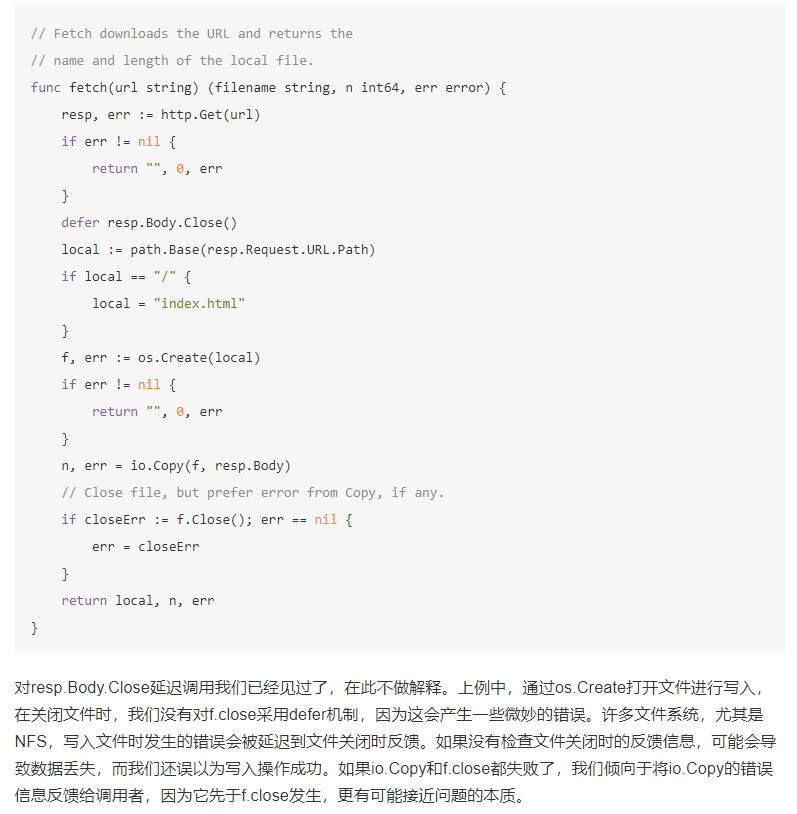 // Fetch downloads the URL and returns the
// name and length of the local file.
func fetch(url string) (filename string, n int64, err error) {
    resp, err := http.Get(url)
    if err != nil {
        return "", 0, err
    }
    defer resp.Body.Close()
    local := path.Base(resp.Request.URL.Path)
    if local == "/" {
        local = "index.html"
    }
    f, err := os.Create(local)
    if err != nil {
        return "", 0, err
    }
    n, err = io.Copy(f, resp.Body)
    // Close file, but prefer error from Copy, if any.
    if closeErr := f.Close(); err == nil {
        err = closeErr
    }
    return local, n, err
}
对resp.Body.Close延迟调用我们已经见过了，在此不做解释。上例中，通过os.Create打开文件进行写入，
在关闭文件时，我们没有对f.close采用defer机制，因为这会产生一些微妙的错误。许多文件系统，尤其是
NFS，写入文件时发生的错误会被延迟到文件关闭时反馈。如果没有检查文件关闭时的反馈信息，可能会导
致数据丢失，而我们还误以为写入操作成功。如果io.Copy和f.close都失败了，我们倾向于将io.Copy的错误
信息反馈给调用者，因为它先于f.close发生，更有可能接近问题的本质。